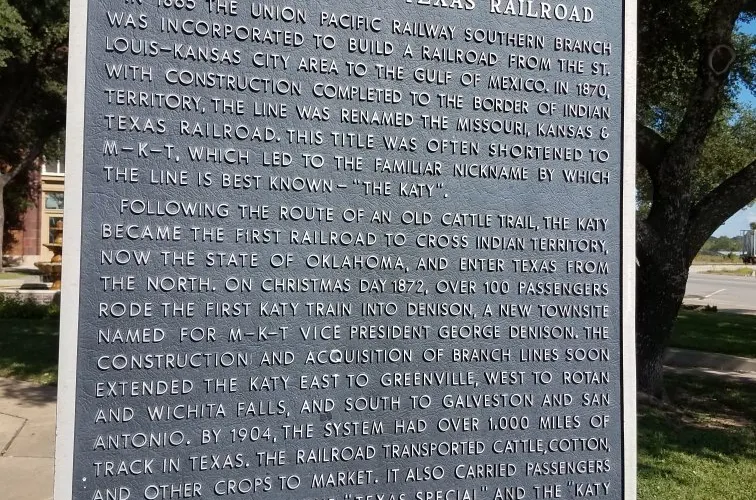 TEXAS RAILROAD
IN 1865 THE UNION PACIFIC RAILWAY SOUTHERN BRANCH
WAS INCORPORATED TO BUILD A RAILROAD FROM THE ST.
LOUIS-KANSAS CITY AREA TO THE GULF OF MEXICO. IN 1870,
WITH CONSTRUCTION COMPLETED TO THE BORDER OF INDIAN
TERRITORY, THE LINE WAS RENAMED THE MISSOURI, KANSAS &
TEXAS RAILROAD. THIS TITLE WAS OFTEN SHORTENED TO
M-K-T, WHICH LED TO THE FAMILIAR NICKNAME BY WHICH
THE LINE IS BEST KNOWN - "THE KATY".
FOLLOWING THE ROUTE OF AN OLD CATTLE TRAIL, THE KATY
BECAME THE FIRST RAILROAD TO CROSS INDIAN TERRITORY,
NOW THE STATE OF OKLAHOMA, AND ENTER TEXAS FROM
THE NORTH. ON CHRISTMAS DAY 1872, OVER 100 PASSENGERS
RODE THE FIRST KATY TRAIN INTO DENISON, A NEW TOWNSITE
NAMED FOR M-K-T VICE PRESIDENT GEORGE DENISON. THE
CONSTRUCTION AND ACQUISITION OF BRANCH LINES SOON
EXTENDED THE KATY EAST TO GREENVILLE, WEST TO ROTAN
AND WICHITA FALLS, AND SOUTH TO GALVESTON AND SAN
ANTONIO. BY 1904, THE SYSTEM HAD OVER 1,000 MILES OF
TRACK IN TEXAS. THE RAILROAD TRANSPORTED CATTLE, COTTON,
AND OTHER CROPS TO MARKET. IT ALSO CARRIED PASSENGERS
"TEXAS SPECIAL" AND THE "KATY